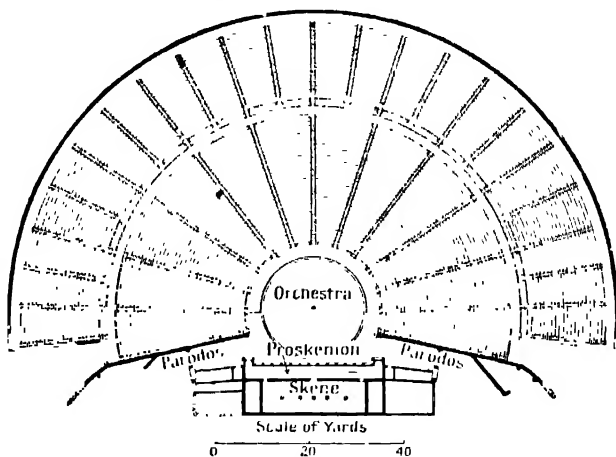 Orchestra
Parodos Proskenion Parodos
Skene
Scale of Yards
0 20 40